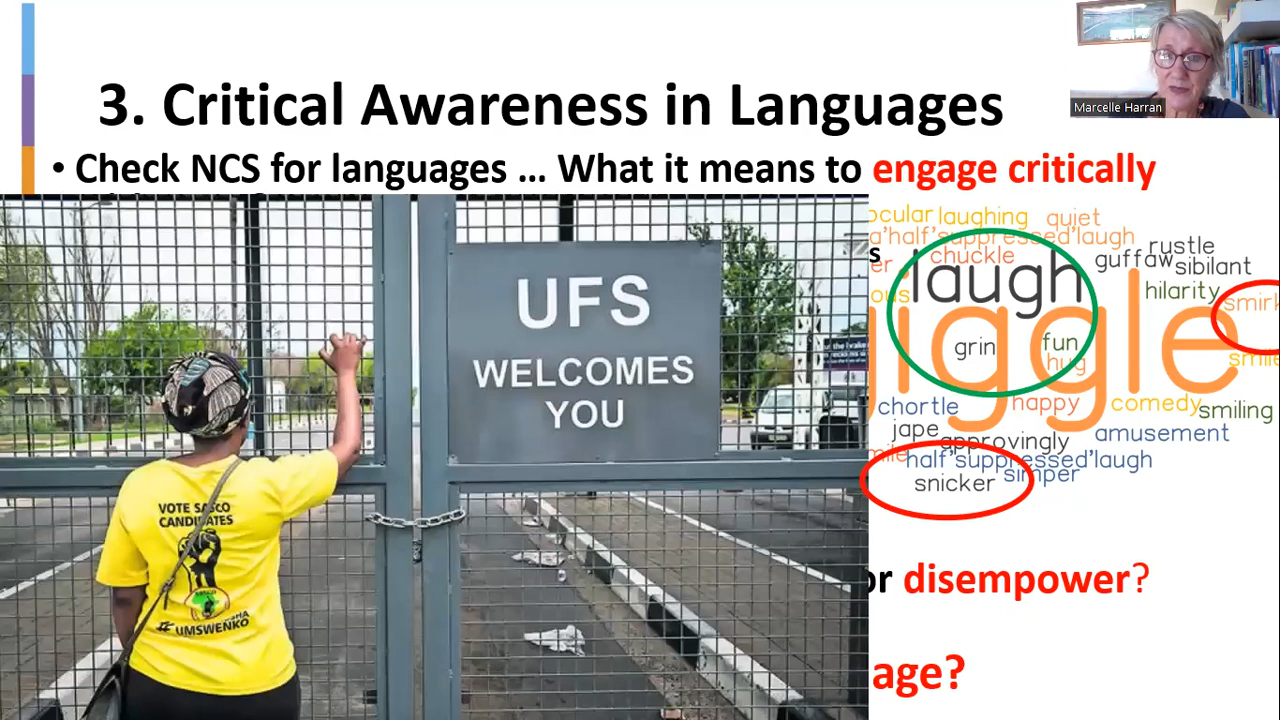 3. Critical Awareness in Languages
Marcelle Harran
• Check NCS for languages ... What it means to engage critically
UFS
WELCOMES
YOU
VOTE SASCO
CANDIDATES
# UMSWENKO
laughing
quiet
a'half'suppressed'laugh
chuckle
laugh
rustle
guffaw
sibilant
hilarity
grin
fun
hug
chortle
happy
comedy
smiling
jape
approvingly
amusement
half'suppressed'laugh
snicker
simper
or disempower?
age?